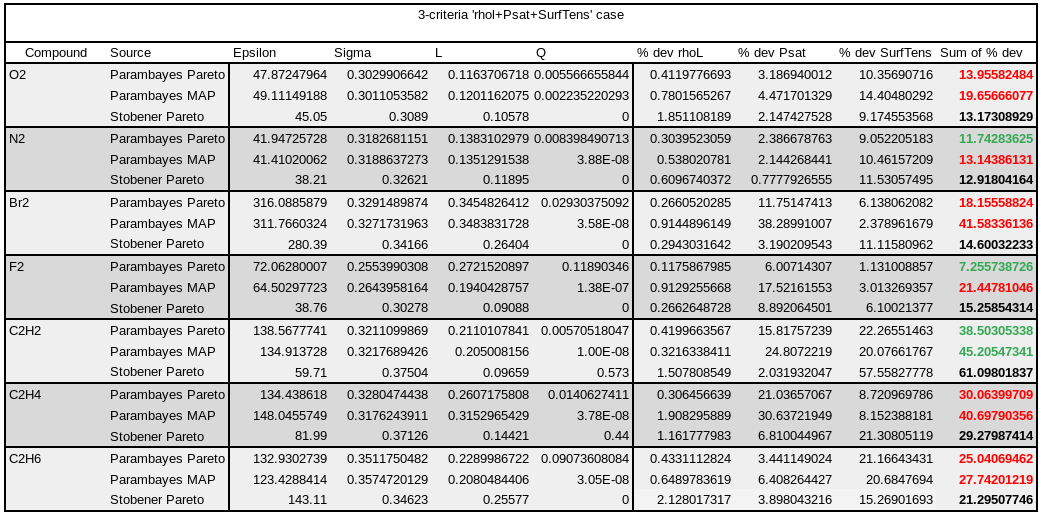 3-criteria 'rhol+Psat+SurfTens' case
Compound Source Epsilon Sigma L Q % dev rhoL % dev Psat % dev SurfTens Sum of % dev
O2 Parambayes Pareto 47.87247964 0.3029906642 0.1163706718 0.005566655844 0.4119776693 3.186940012 10.35690716 13.95582484
Parambayes MAP 49.11149188 0.3011053582 0.1201162075 0.002235220293 0.7801565267 4.471701329 14.40480292 19.65666077
Stobener Pareto 45.05 0.3089 0.10578 0 1.851108189 2.147427528 9.174553568 13.17308929
N2 Parambayes Pareto 41.94725728 0.3182681151 0.1383102979 0.008398490713 0.3039523059 2.386678763 9.052205183 11.74283625
Parambayes MAP 41.41020062 0.3188637273 0.1351291538 3.88E-08 0.538020781 2.144268441 10.46157209 13.14386131
Stobener Pareto 38.21 0.32621 0.11895 0 0.6096740372 0.7777926555 11.53057495 12.91804164
Br2 Parambayes Pareto 316.0885879 0.3291489874 0.3454826412 0.02930375092 0.2660520285 11.75147413 6.138062082 18.15558824
Parambayes MAP 311.7660324 0.3271731963 0.3483831728 3.58E-08 0.9144896149 38.28991007 2.378961679 41.58336136
Stobener Pareto 280.39 0.34166 0.26404 0 0.2943031642 3.190209543 11.11580962 14.60032233
F2 Parambayes Pareto 72.06280007 0.2553990308 0.2721520897 0.11890346 0.1175867985 6.00714307 1.131008857 7.255738726
Parambayes MAP 64.50297723 0.2643958164 0.1940428757 1.38E-07 0.9129255668 17.52161553 3.013269357 21.44781046
Stobener Pareto 38.76 0.30278 0.09088 0 0.2662648728 8.892064501 6.10021377 15.25854314
C2H2 Parambayes Pareto 138.5677741 0.3211099869 0.2110107841 0.00570518047 0.4199663567 15.81757239 22.26551463 38.50305338
Parambayes MAP 134.913728 0.3217689426 0.205008156 1.00E-08 0.3216338411 24.8072219 20.07661767 45.20547341
Stobener Pareto 59.71 0.37504 0.09659 0.573 1.507808549 2.031932047 57.55827778 61.09801837
C2H4 Parambayes Pareto 134.438618 0.3280474438 0.2607175808 0.0140627411 0.306456639 21.03657067 8.720969786 30.06399709
Parambayes MAP 148.0455749 0.3176243911 0.3152965429 3.78E-08 1.908295889 30.63721949 8.152388181 40.69790356
Stobener Pareto 81.99 0.37126 0.14421 0.44 1.161777983 6.810044967 21.30805119 29.27987414
C2H6 Parambayes Pareto 132.9302739 0.3511750482 0.2289986722 0.09073608084 0.4331112824 3.441149024 21.16643431 25.04069462
Parambayes MAP 123.4288414 0.3574720129 0.2080484406 3.05E-08 0.6489783619 6.408264427 20.6847694 27.74201219
Stobener Pareto 143.11 0.34623 0.25577 0 2.128017317 3.898043216 15.26901693 21.29507746